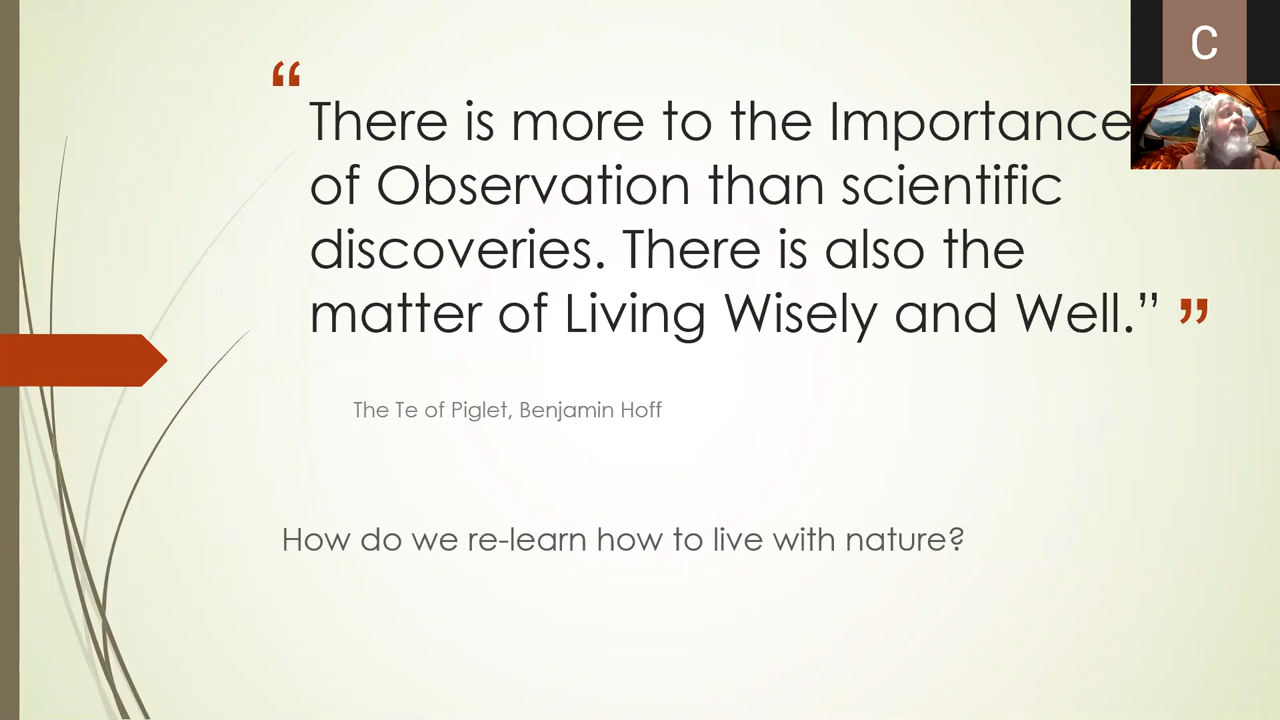 “
There is more to the Importance
of Observation than scientific
discoveries. There is also the
matter of Living Wisely and Well.” ”
The Te of Piglet, Benjamin Hoff
How do we re-learn how to live with nature?
C